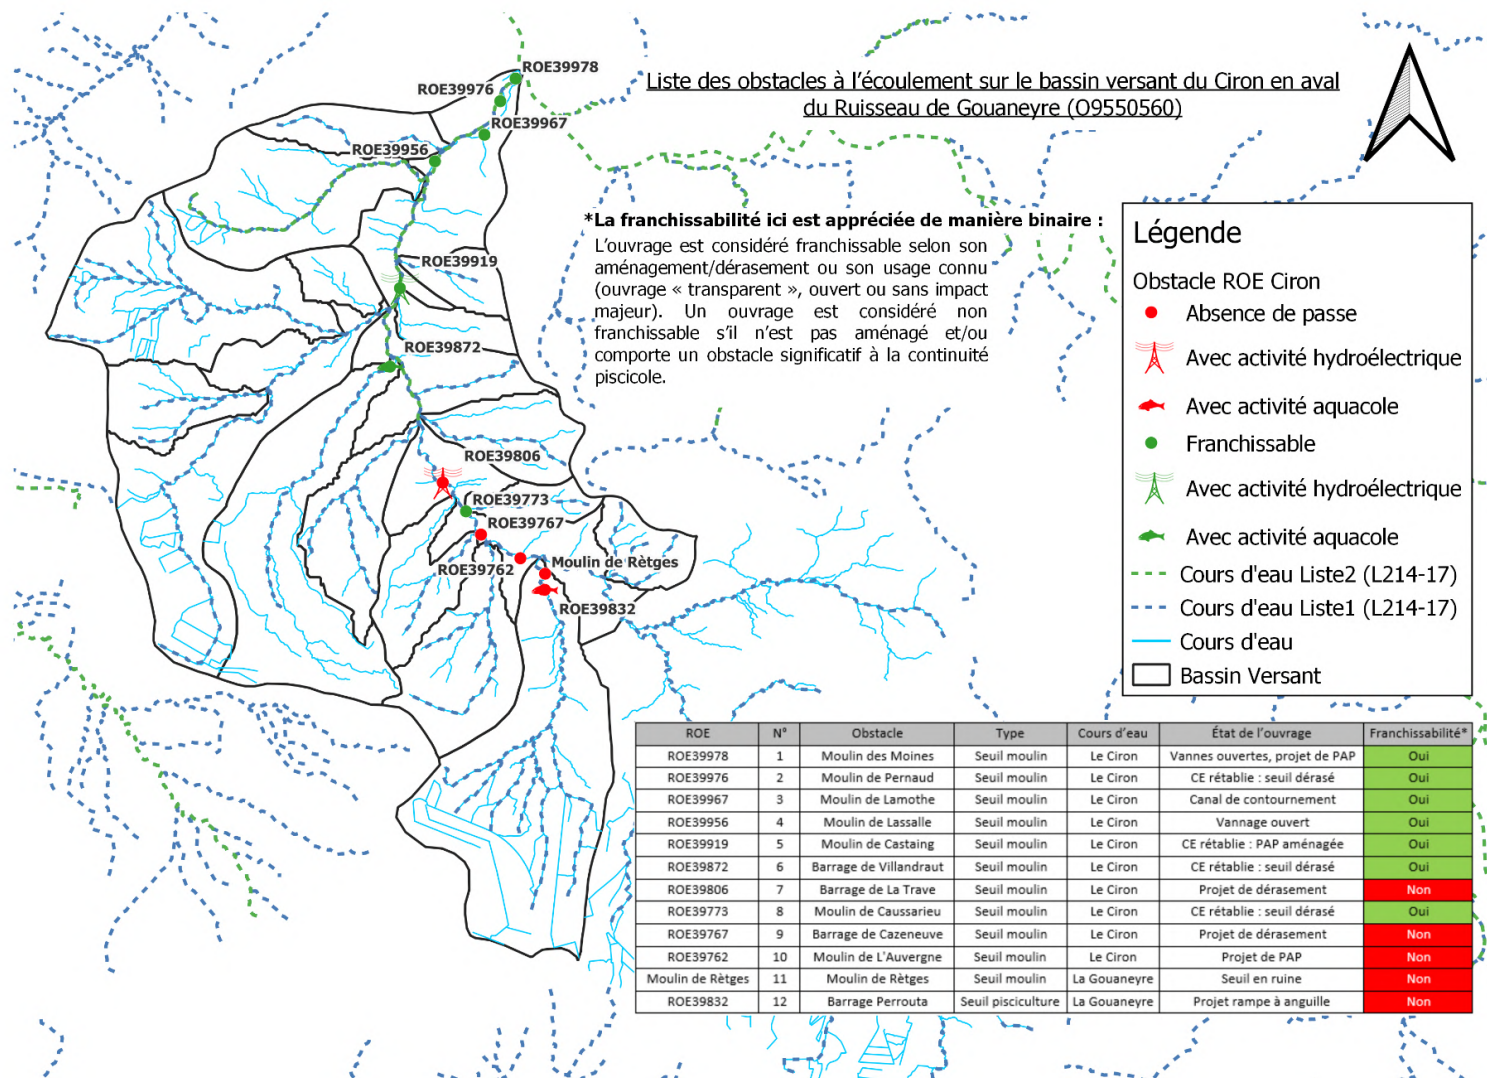 Liste des obstacles à l'écoulement sur le bassin versant du Ciron en aval
du Ruisseau de Gouaneyre (O9550560)
ROE39978
ROE39976
ROE39967
ROE39956
ROE39919
ROE39872
ROE39806
ROE39773
ROE39767
ROE39762
Moulin de Rètges
ROE39832
*La franchissabilité ici est appréciée de manière binaire :
L'ouvrage est considéré franchissable selon son
aménagement/dérasement ou son usage connu
(ouvrage « transparent », ouvert ou sans impact
majeur). Un ouvrage est considéré non
franchissable s'il n'est pas aménagé et/ou
comporte un obstacle significatif à la continuité
piscicole.
Légende
Obstacle ROE Ciron
Absence de passe
Avec activité hydroélectrique
Avec activité aquacole
Franchissable
Avec activité hydroélectrique
Avec activité aquacole
Cours d'eau Liste2 (L214-17)
Cours d'eau Liste1 (L214-17)
Cours d'eau
Bassin Versant
ROE N° Obstacle Type Cours d'eau État de l'ouvrage Franchissabilité*
ROE39978 1 Moulin des Moines Seuil moulin Le Ciron Vannes ouvertes, projet de PAP Oui
ROE39976 2 Moulin de Pernaud Seuil moulin Le Ciron CE rétablie : seuil dérasé Oui
ROE39967 3 Moulin de Lamothe Seuil moulin Le Ciron Canal de contournement Oui
ROE39956 4 Moulin de Lassalle Seuil moulin Le Ciron Vannage ouvert Oui
ROE39919 5 Moulin de Castaing Seuil moulin Le Ciron CE rétablie : PAP aménagée Oui
ROE39872 6 Barrage de Villandraut Seuil moulin Le Ciron CE rétablie : seuil dérasé Oui
ROE39806 7 Barrage de La Trave Seuil moulin Le Ciron Projet de dérasement Non
ROE39773 8 Moulin de Caussarieu Seuil moulin Le Ciron CE rétablie : seuil dérasé Oui
ROE39767 9 Barrage de Cazeneuve Seuil moulin Le Ciron Projet de dérasement Non
ROE39762 10 Moulin de L'Auvergne Seuil moulin Le Ciron Projet de PAP Non
Moulin de Rètges 11 Moulin de Rètges Seuil moulin La Gouaneyre Seuil en ruine Non
ROE39832 12 Barrage Perrouta Seuil pisciculture La Gouaneyre Projet rampe à anguille Non